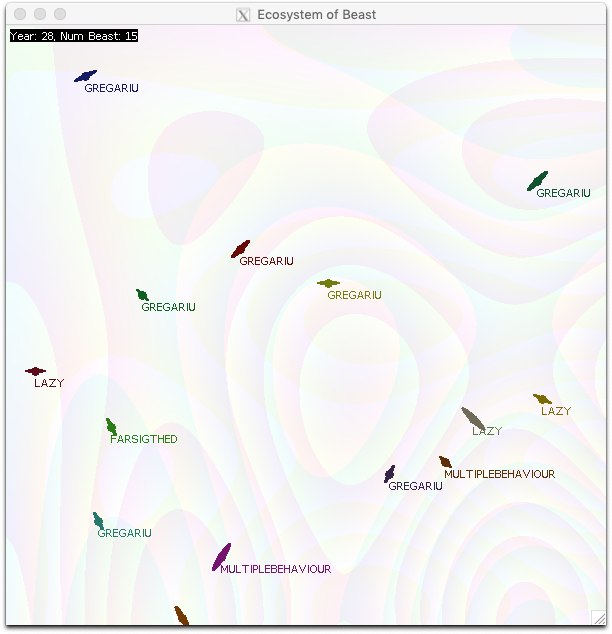 Ecosystem of Beast
Year: 28, Num Beast: 15
GREGARIU
GREGARIU
GREGARIU
GREGARIU
GREGARIU
LAZY
LAZY
LAZY
FARSIGTHED
MULTIPLEBEHAVIOUR
GREGARIU
GREGARIU
MULTIPLEBEHAVIOUR